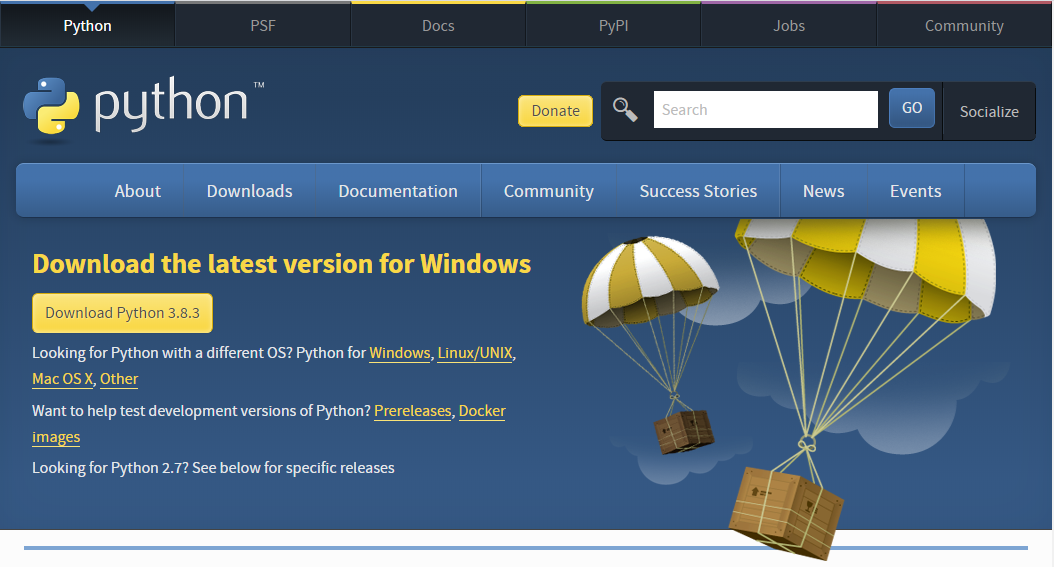 Python PSF Docs PyPI Jobs Community
python™
Donate Search GO Socialize
About Downloads Documentation Community Success Stories News Events
Download the latest version for Windows
Download Python 3.8.3
Looking for Python with a different OS? Python for Windows, Linux/UNIX,
Mac OS X, Other
Want to help test development versions of Python? Prereleases, Docker
images
Looking for Python 2.7? See below for specific releases